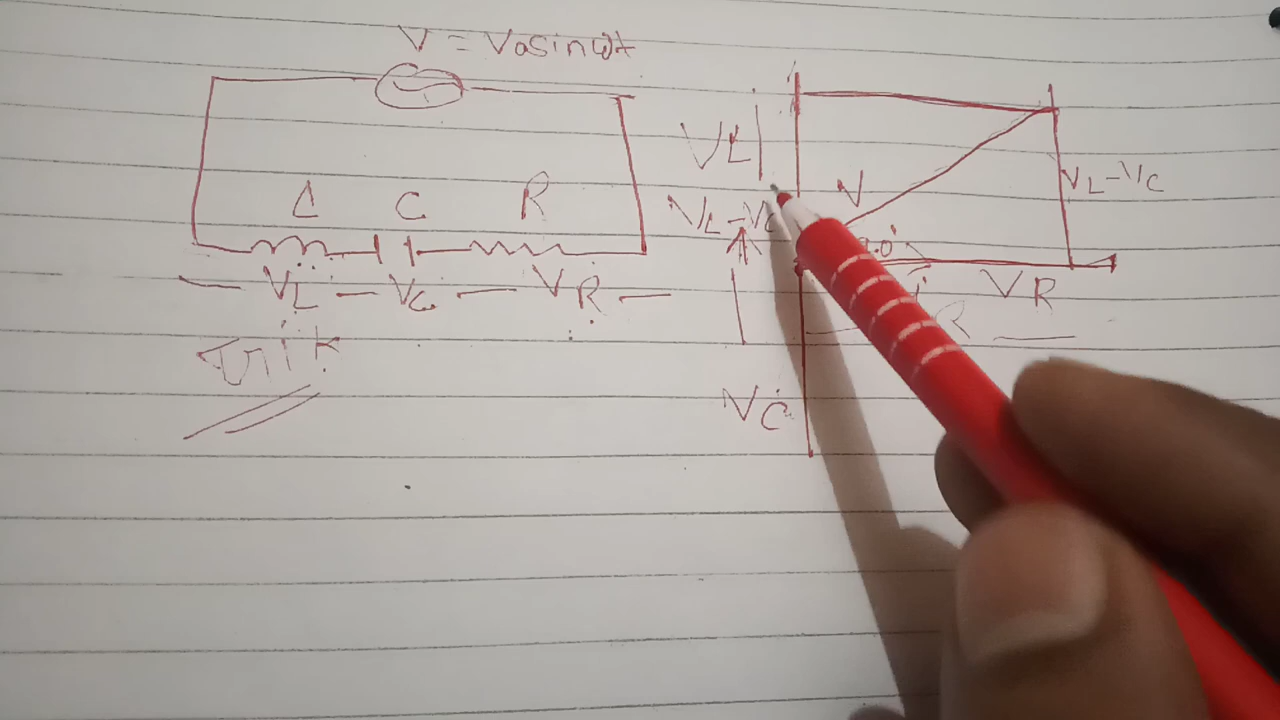 V = Vosinωt
L C R
VL VC VR
VL
VL-VC
V
VL-VC
VR
R
VC